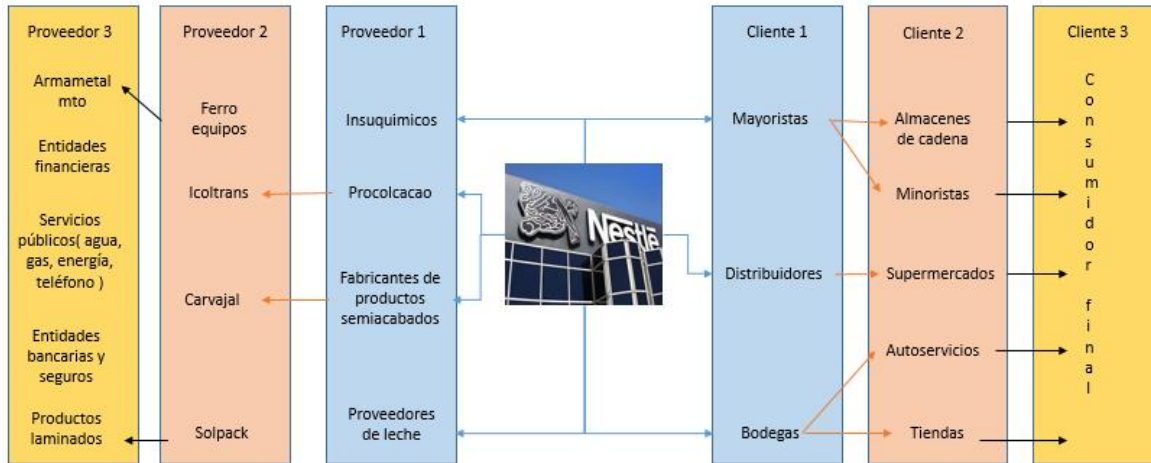 Proveedor 3
Armametal
mto
Entidades
financieras
Servicios
públicos( agua,
gas, energía,
teléfono )
Entidades
bancarias y
seguros
Productos
laminados
Proveedor 2
Ferro
equipos
Icoltrans
Carvajal
Solpack
Proveedor 1
Insuquimicos
Procolcacao
Fabricantes de
productos
semiacabados
Proveedores
de leche
Nestlé
Cliente 1
Mayoristas
Distribuidores
Bodegas
Cliente 2
Almacenes
de cadena
Minoristas
Supermercados
Autoservicios
Tiendas
Cliente 3
Consumidor final